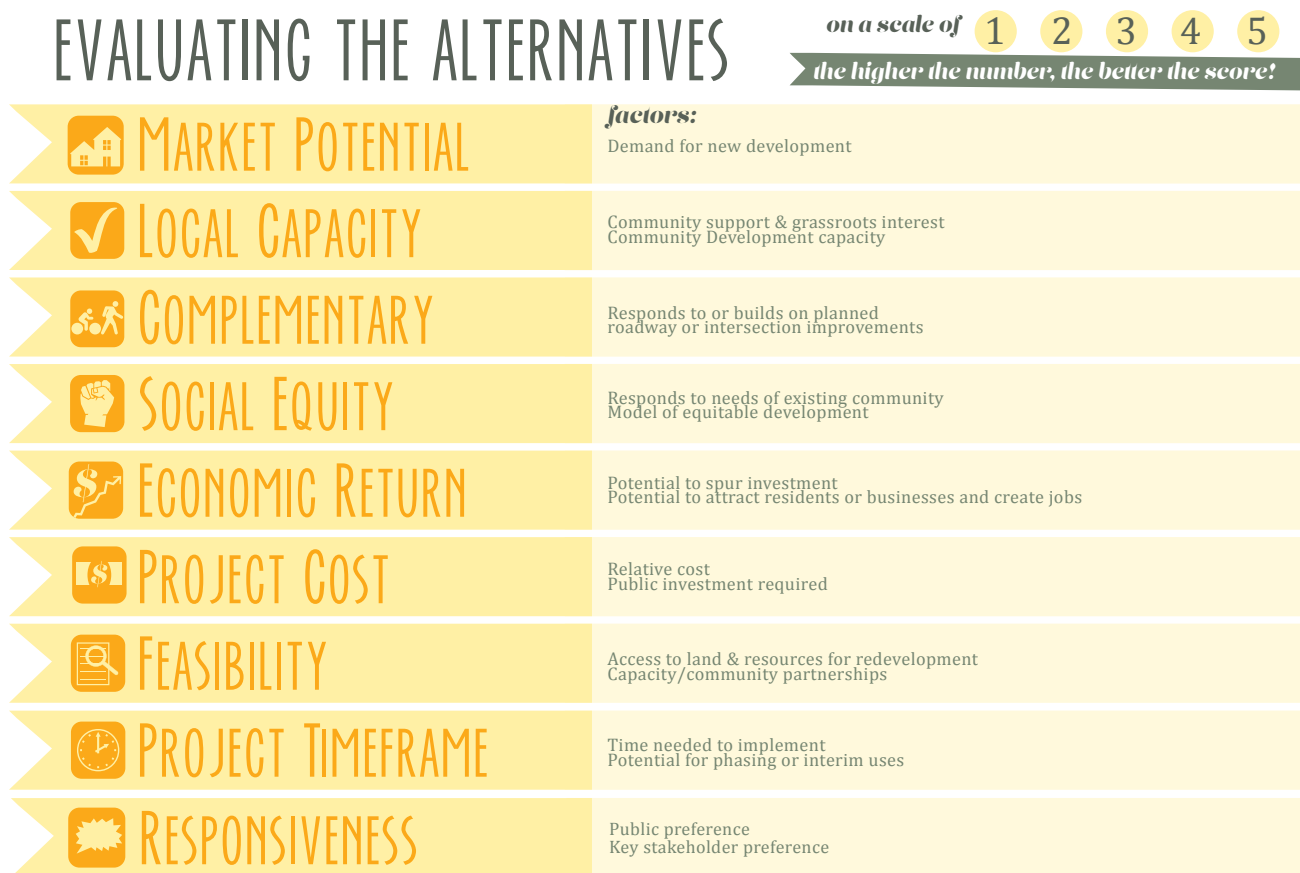 EVALUATING THE ALTERNATIVES
on a scale of 1 2 3 4 5
the higher the number, the better the score!
MARKET POTENTIAL
factors:
Demand for new development
LOCAL CAPACITY
Community support & grassroots interest
Community Development capacity
COMPLEMENTARY
Responds to or builds on planned
roadway or intersection improvements
SOCIAL EQUITY
Responds to needs of existing community
Model of equitable development
ECONOMIC RETURN
Potential to spur investment
Potential to attract residents or businesses and create jobs
PROJECT COST
Relative cost
Public investment required
FEASIBILITY
Access to land & resources for redevelopment
Capacity/community partnerships
PROJECT TIMEFRAME
Time needed to implement
Potential for phasing or interim uses
RESPONSIVENESS
Public preference
Key stakeholder preference